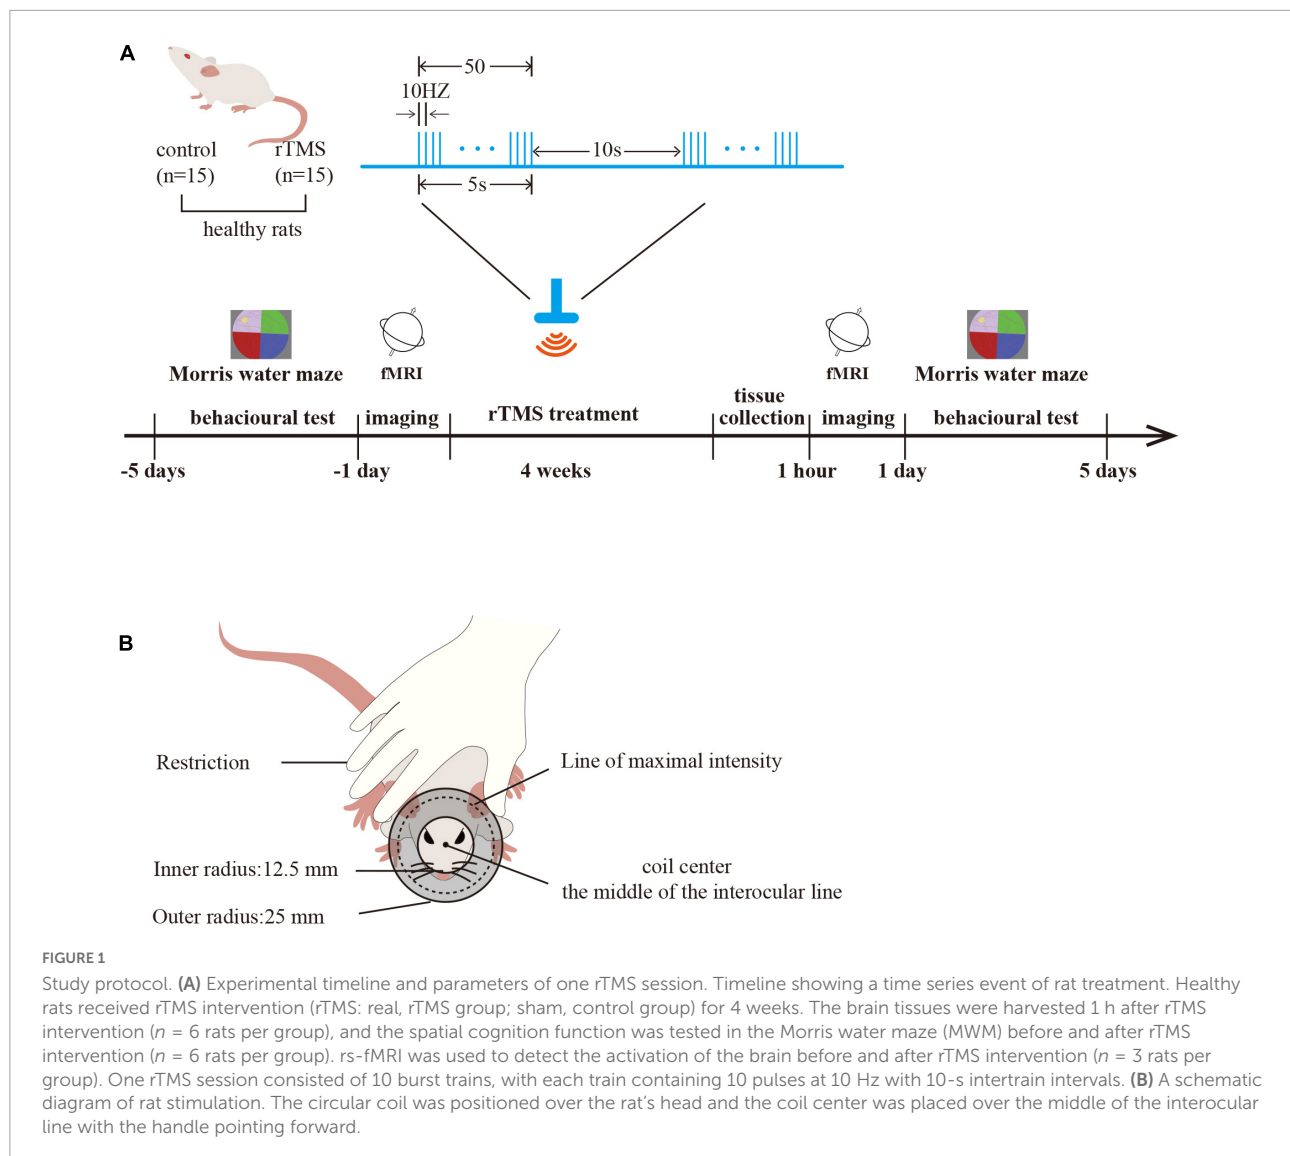 A
50
10HZ
control
(n=15)
rTMS
(n=15)
healthy rats
10s
5s
Morris water maze
fMRI
fMRI
Morris water maze
behacioural test
imaging
rTMS treatment
tissue
collection
imaging
behacioural test
-5 days
-1 day
4 weeks
1 hour
1 day
5 days
B
Restriction
Line of maximal intensity
Inner radius:12.5 mm
coil center
the middle of the interocular line
Outer radius:25 mm
FIGURE 1
Study protocol. (A) Experimental timeline and parameters of one rTMS session. Timeline showing a time series event of rat treatment. Healthy
rats received rTMS intervention (rTMS: real, rTMS group; sham, control group) for 4 weeks. The brain tissues were harvested 1 h after rTMS
intervention (n = 6 rats per group), and the spatial cognition function was tested in the Morris water maze (MWM) before and after rTMS
intervention (n = 6 rats per group). rs-fMRI was used to detect the activation of the brain before and after rTMS intervention (n = 3 rats per
group). One rTMS session consisted of 10 burst trains, with each train containing 10 pulses at 10 Hz with 10-s intertrain intervals. (B) A schematic
diagram of rat stimulation. The circular coil was positioned over the rat's head and the coil center was placed over the middle of the interocular
line with the handle pointing forward.